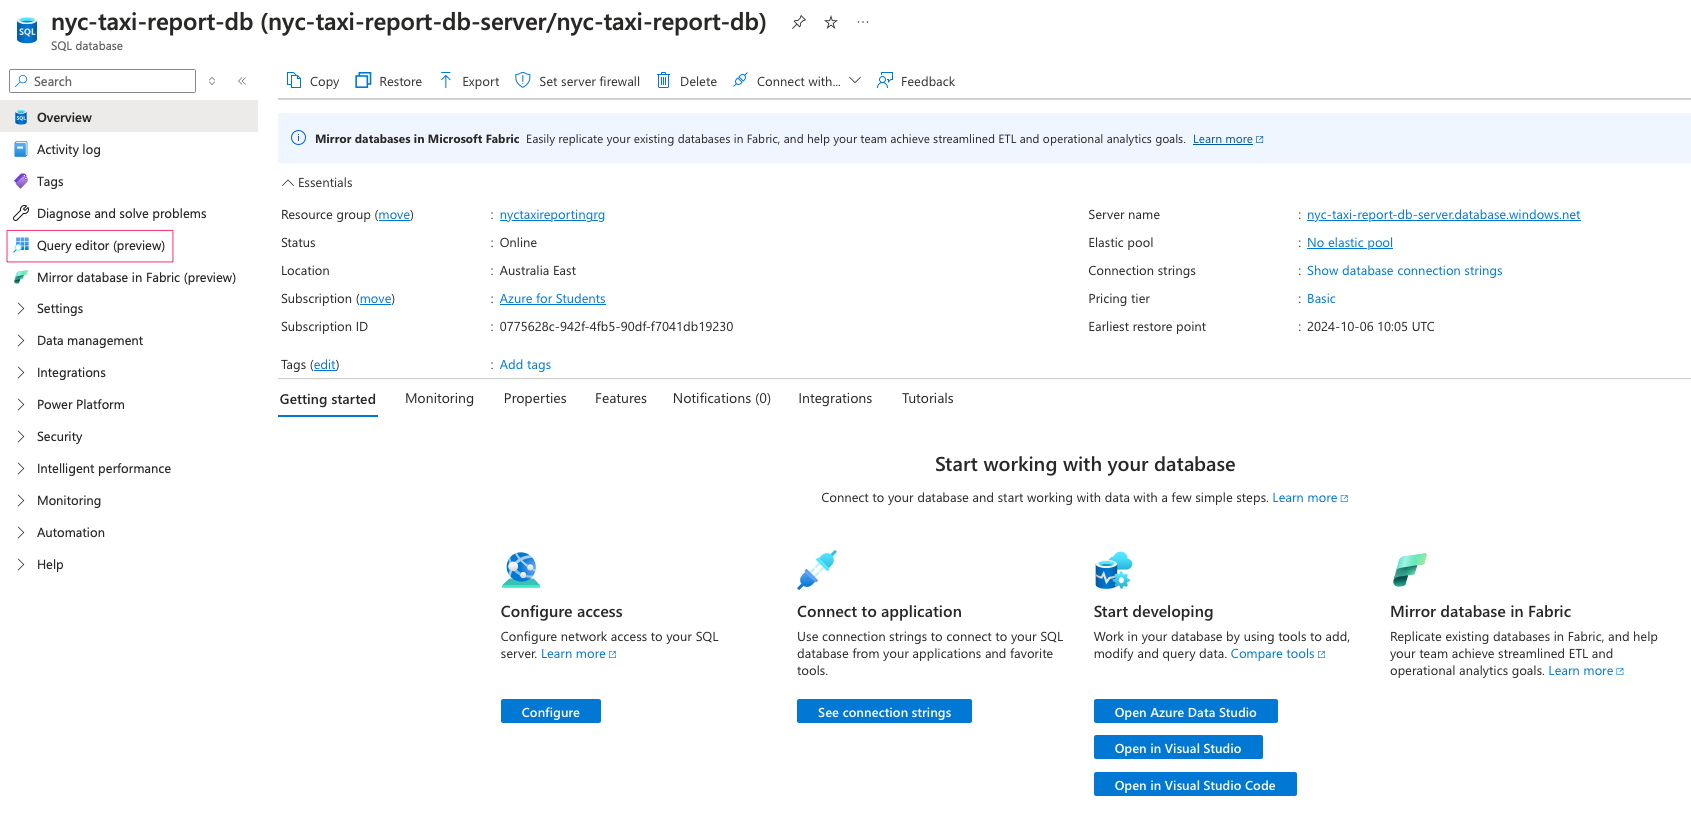 nyc-taxi-report-db (nyc-taxi-report-db-server/nyc-taxi-report-db)
SQL database
SQL
Search
Copy
Restore
Export
Set server firewall
Delete
Connect with...
Feedback
Overview
Activity log
Tags
Diagnose and solve problems
Query editor (preview)
Mirror database in Fabric (preview)
Settings
Data management
Integrations
Power Platform
Security
Intelligent performance
Monitoring
Automation
Help
Mirror databases in Microsoft Fabric Easily replicate your existing databases in Fabric, and help your team achieve streamlined ETL and operational analytics goals. Learn more
Essentials
Resource group (move) : nyctaxireportingrg
Status : Online
Location : Australia East
Subscription (move) : Azure for Students
Subscription ID : 0775628c-942f-4fb5-90df-f7041db19230
Tags (edit) : Add tags
Server name : nyc-taxi-report-db-server.database.windows.net
Elastic pool : No elastic pool
Connection strings : Show database connection strings
Pricing tier : Basic
Earliest restore point : 2024-10-06 10:05 UTC
Getting started Monitoring Properties Features Notifications (0) Integrations Tutorials
Start working with your database
Connect to your database and start working with data with a few simple steps. Learn more
Configure access
Configure network access to your SQL
server. Learn more
Configure
Connect to application
Use connection strings to connect to your SQL
database from your applications and favorite
tools.
See connection strings
Start developing
Work in your database by using tools to add,
modify and query data. Compare tools
Open Azure Data Studio
Open in Visual Studio
Open in Visual Studio Code
Mirror database in Fabric
Replicate existing databases in Fabric, and help
your team achieve streamlined ETL and
operational analytics goals. Learn more